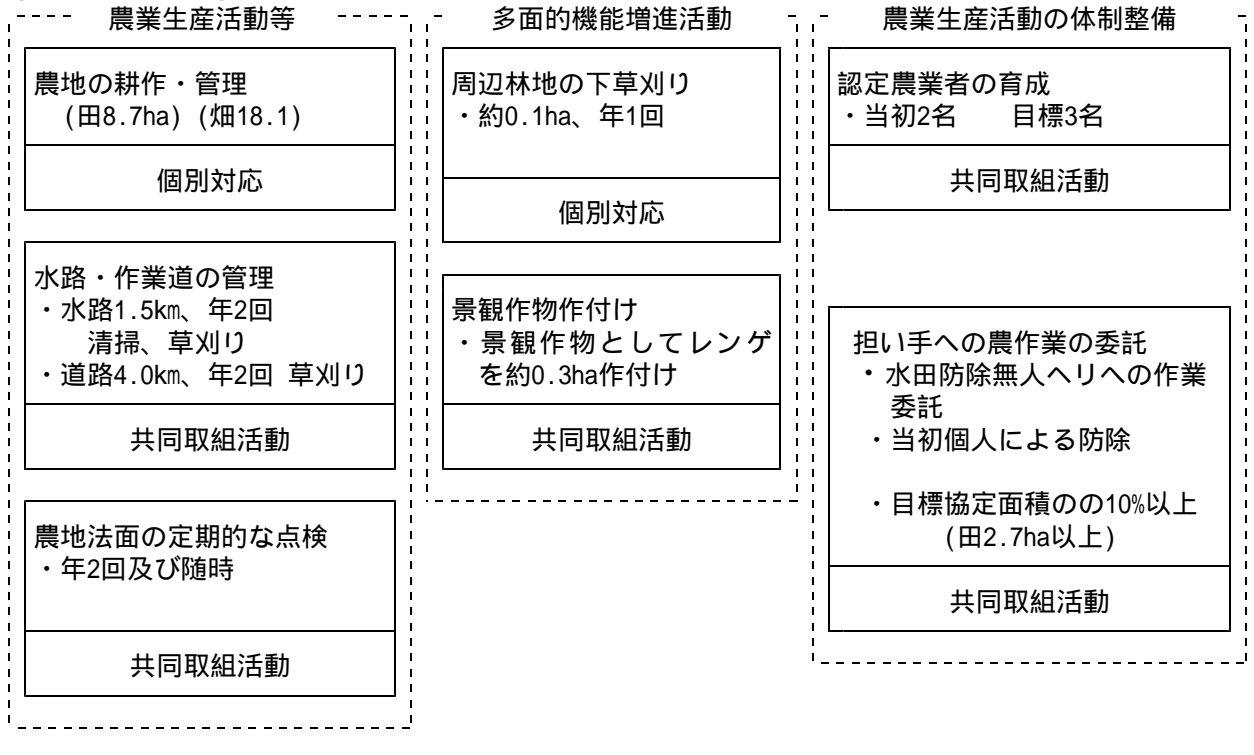 農業生産活動等
農地の耕作・管理
(田8.7ha) (畑18.1)
個別対応
水路・作業道の管理
・水路1.5㎞、年2回
清掃、草刈り
・道路4.0㎞、年2回 草刈り
共同取組活動
農地法面の定期的な点検
・年2回及び随時
共同取組活動
多面的機能増進活動
周辺林地の下草刈り
・約0.1ha、年1回
個別対応
景観作物作付け
・景観作物としてレンゲ
を約0.3ha作付け
共同取組活動
農業生産活動の体制整備
認定農業者の育成
・当初2名　　目標3名
共同取組活動
担い手への農作業の委託
・水田防除無人ヘリへの作業
委託
・当初個人による防除
・目標協定面積のの10%以上
(田2.7ha以上)
共同取組活動